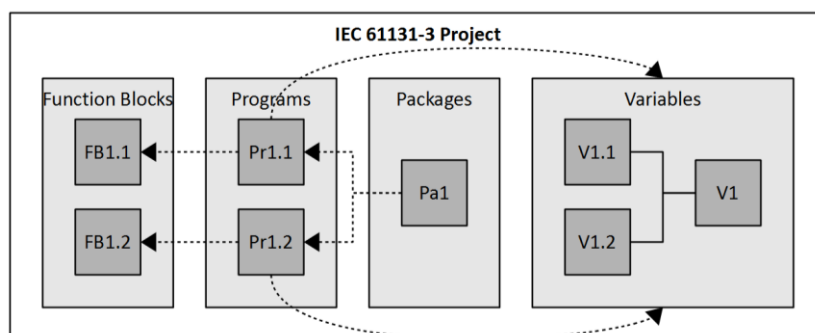 IEC 61131-3 Project
Function Blocks
Programs
Packages
Variables
FB1.1
Pr1.1
V1.1
Pa1
V1
FB1.2
Pr1.2
V1.2